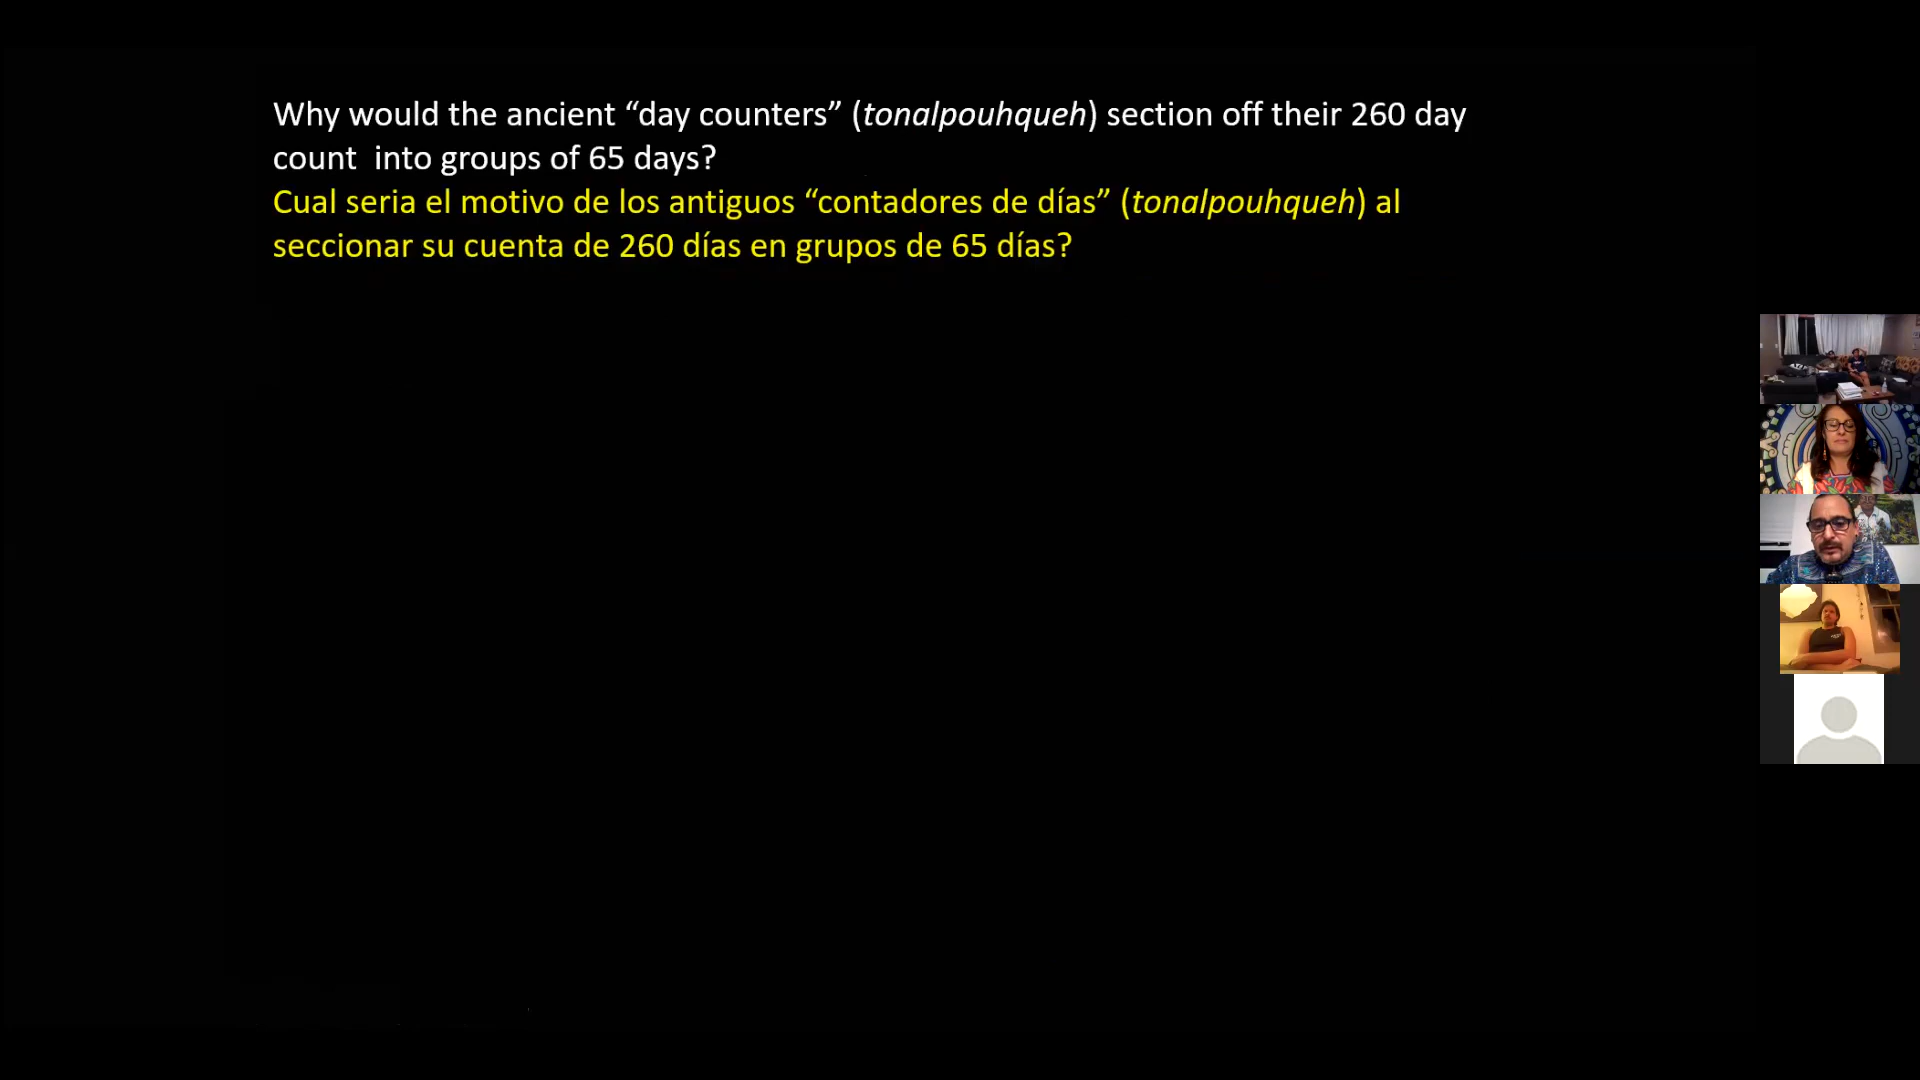 Why would the ancient “day counters” (tonalpouhqueh) section off their 260 day
count  into groups of 65 days?
Cual seria el motivo de los antiguos “contadores de días” (tonalpouhqueh) al
seccionar su cuenta de 260 días en grupos de 65 días?